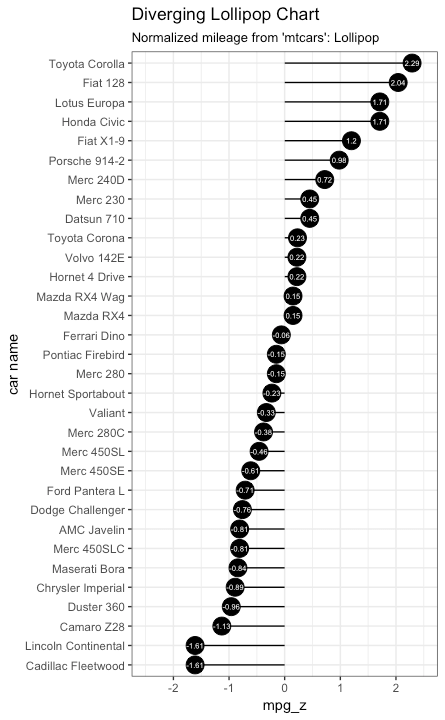 Diverging Lollipop Chart
Normalized mileage from 'mtcars': Lollipop
Toyota Corolla 2.29
Fiat 128 2.04
Lotus Europa 1.71
Honda Civic 1.71
Fiat X1-9 1.2
Porsche 914-2 0.98
Merc 240D 0.72
Merc 230 0.45
Datsun 710 0.45
Toyota Corona 0.23
Volvo 142E 0.22
Hornet 4 Drive 0.22
Mazda RX4 Wag 0.15
Mazda RX4 0.15
Ferrari Dino -0.06
Pontiac Firebird -0.15
Merc 280 -0.15
Hornet Sportabout -0.23
Valiant -0.33
Merc 280C -0.38
Merc 450SL -0.46
Merc 450SE -0.61
Ford Pantera L -0.71
Dodge Challenger -0.76
AMC Javelin -0.81
Merc 450SLC -0.81
Maserati Bora -0.84
Chrysler Imperial -0.89
Duster 360 -0.96
Camaro Z28 -1.13
Lincoln Continental -1.61
Cadillac Fleetwood -1.61
car name
-2 -1 0 1 2
mpg_z